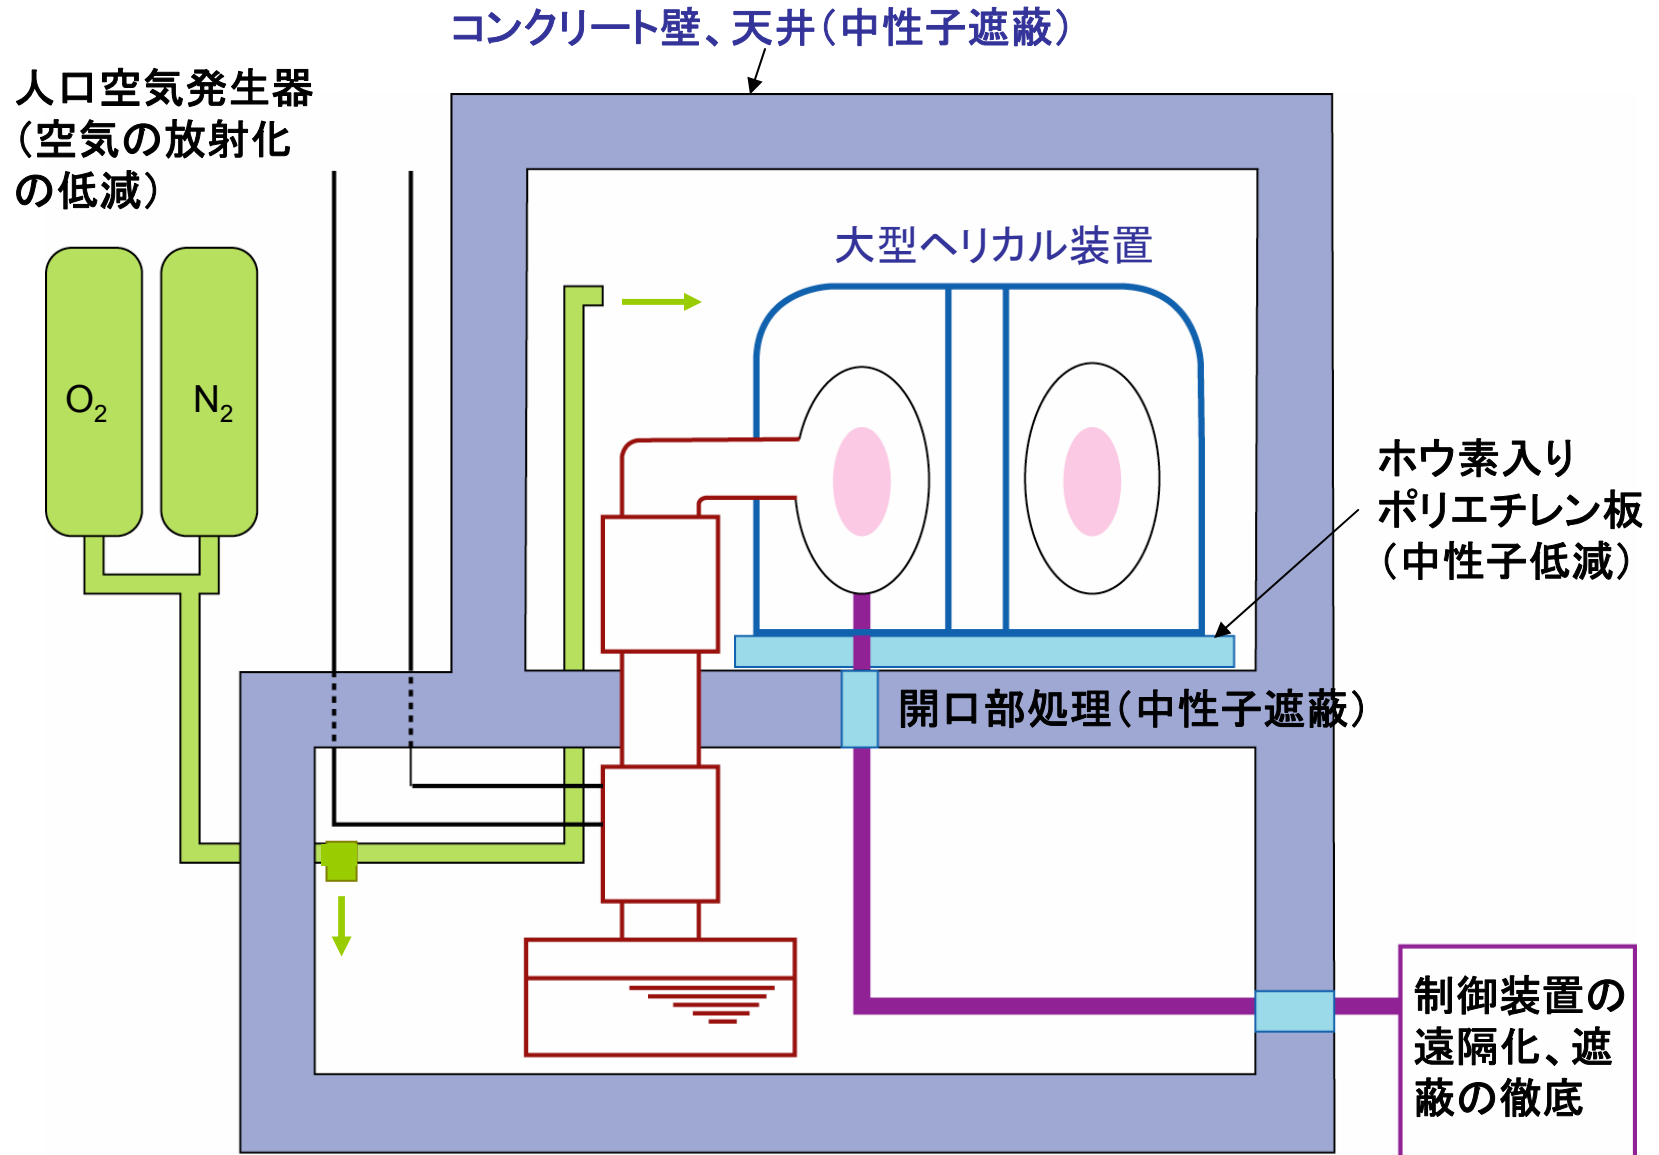 コンクリート壁、天井（中性子遮蔽）
人口空気発生器
（空気の放射化
の低減）
大型ヘリカル装置
O₂
N₂
ホウ素入り
ポリエチレン板
（中性子低減）
開口部処理（中性子遮蔽）
制御装置の
遠隔化、遮
蔽の徹底